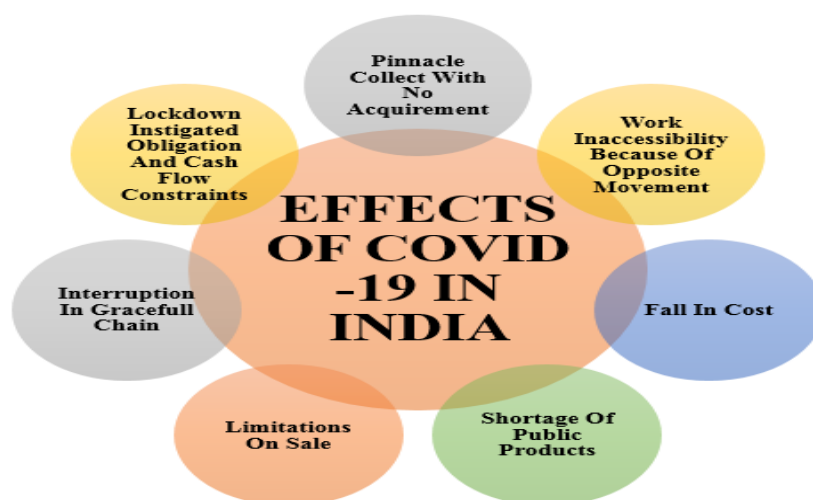 Pinnacle
Collect With
No
Acquirement
Work
Inaccessibility
Because Of
Opposite
Movement
Fall In Cost
Shortage Of
Public
Products
Limitations
On Sale
Interruption
In Gracefull
Chain
Lockdown
Instigated
Obligation
And Cash
Flow
Constraints
EFFECTS
OF COVID
-19 IN
INDIA